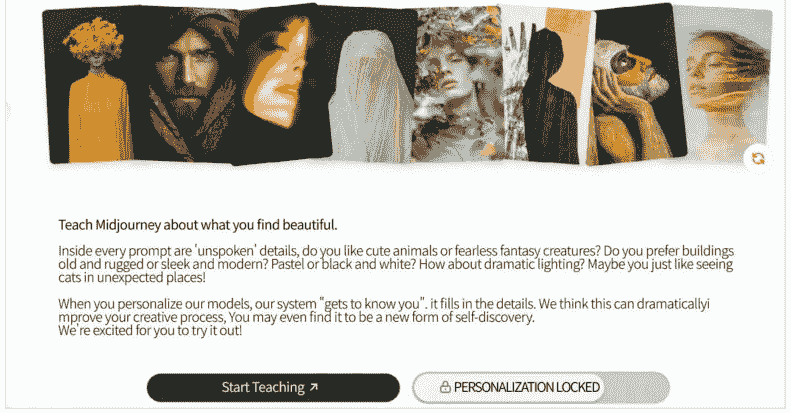 Teach Midjourney about what you find beautiful.
Inside every prompt are 'unspoken' details, do you like cute animals or fearless fantasy creatures? Do you prefer buildings
old and rugged or sleek and modern? Pastel or black and white? How about dramatic lighting? Maybe you just like seeing
cats in unexpected places!
When you personalize our models, our system "gets to know you". it fills in the details. We think this can dramaticallyi
mprove your creative process, You may even find it to be a new form of self-discovery.
We're excited for you to try it out!
Start Teaching ↗
PERSONALIZATION LOCKED